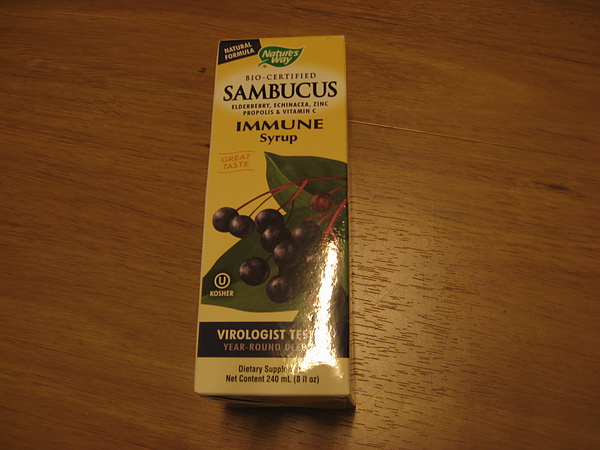 NATURAL
FORMULA
Nature's
Way
®
BIO-CERTIFIED
SAMBUCUS
ELDERBERRY, ECHINACEA, ZINC
PROPOLIS & VITAMIN C
IMMUNE
Syrup
GREAT
TASTE
U
KOSHER
VIROLOGIST
YEAR-ROUND
Dietary
Net Content 240 mL (8 fl oz)